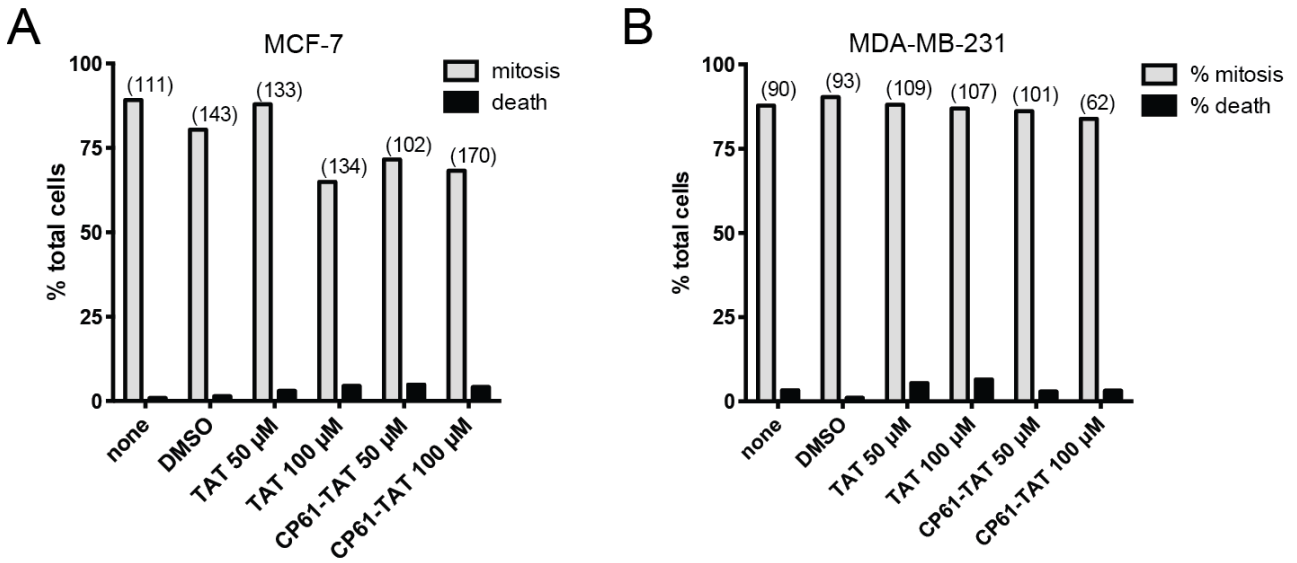 A
MCF-7
mitosis
death
% total cells
100
75
50
25
0
(111)
(143)
(133)
(134)
(102)
(170)
none
DMSO
TAT 50 µM
TAT 100 µM
CP61-TAT 50 µM
CP61-TAT 100 µM
B
MDA-MB-231
% mitosis
% death
% total cells
100
75
50
25
0
(90)
(93)
(109)
(107)
(101)
(62)
none
DMSO
TAT 50 µM
TAT 100 µM
CP61-TAT 50 µM
CP61-TAT 100 µM